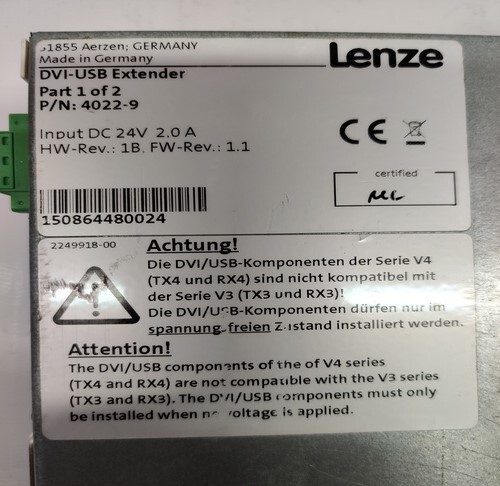 31855 Aerzen; GERMANY
Made in Germany
Lenze
DVI-USB Extender
Part 1 of 2
P/N: 4022-9
Input DC 24V 2.0 A
HW-Rev.: 1B, FW-Rev.: 1.1
CE
certified
150864480024
2249918-00
Achtung!
Die DVI/USB-Komponenten der Serie V4
(TX4 und RX4) sind nicht kompatibel mit
der Serie V3 (TX3 und RX3)!
Die DVI/USB-Komponenten dürfen nur im
spannungsfreien Zustand installiert werden.
Attention!
The DVI/USB components of the of V4 series
(TX4 and RX4) are not compatible with the V3 series
(TX3 and RX3). The DVI/USB components must only
be installed when no voltage is applied.